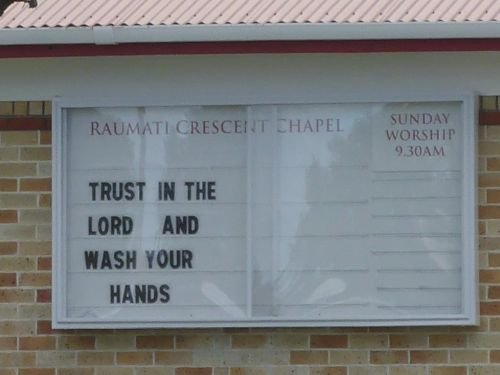 RAUMATI CRESCENT CHAPEL
SUNDAY
WORSHIP
9.30AM
TRUST IN THE
LORD AND
WASH YOUR
HANDS